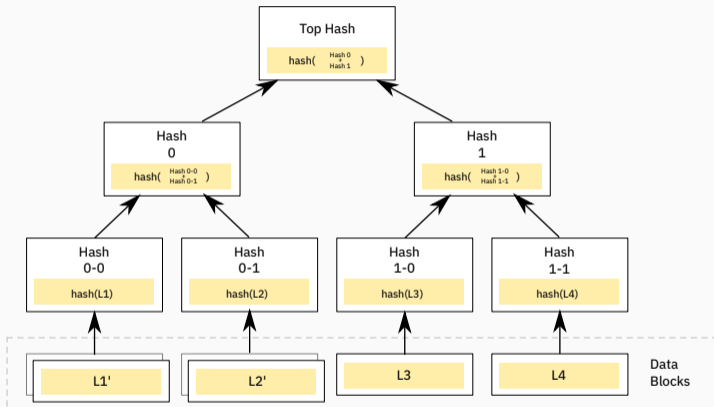 Top Hash
hash( Hash 0 + Hash 1 )
Hash
0
hash( Hash 0-0 + Hash 0-1 )
Hash
1
hash( Hash 1-0 + Hash 1-1 )
Hash
0-0
hash(L1)
Hash
0-1
hash(L2)
Hash
1-0
hash(L3)
Hash
1-1
hash(L4)
L1'
L2'
L3
L4
Data
Blocks